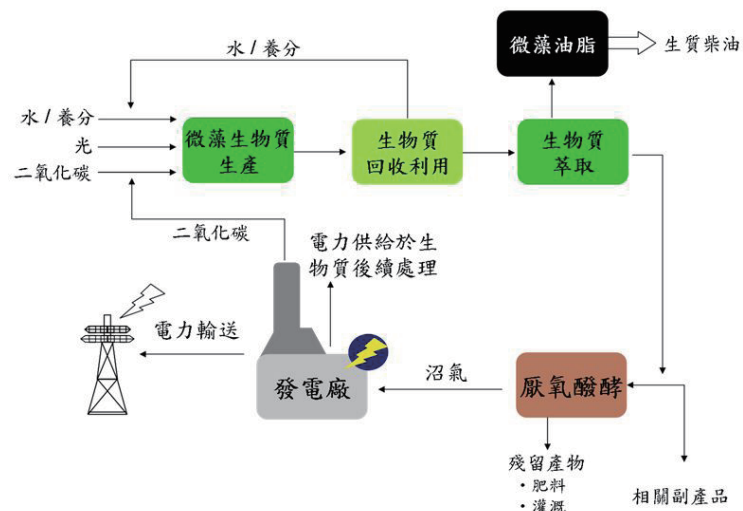 微藻油脂
生質柴油
水 / 養分
水 / 養分
光
二氧化碳
微藻生物質
生產
生物質
回收利用
生物質
萃取
二氧化碳
電力供給於生
物質後續處理
電力輸送
發電廠
沼氣
厭氧醱酵
殘留產物
・肥料
・灌溉
相關副產品